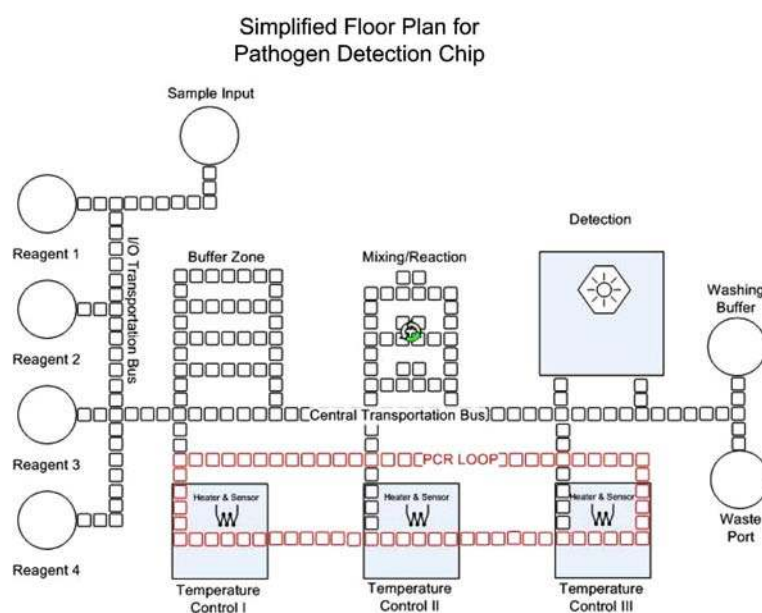 Simplified Floor Plan for
Pathogen Detection Chip
Sample Input
Reagent 1
I/O Transportation Bus
Buffer Zone
Mixing/Reaction
Detection
Washing
Buffer
Reagent 2
Central Transportation Bus
Reagent 3
PCR LOOP
Heater & Sensor
Heater & Sensor
Heater & Sensor
Waste
Port
Reagent 4
Temperature
Control I
Temperature
Control II
Temperature
Control III